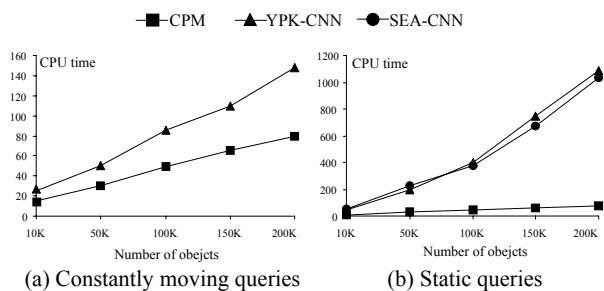 CPM YPK-CNN SEA-CNN
CPU time
160
140
120
100
80
60
40
20
0
10K 50K 100K 150K 200K
Number of obejcts
(a) Constantly moving queries
CPU time
1200
1000
800
600
400
200
0
10K 50K 100K 150K 200K
Number of obejcts
(b) Static queries